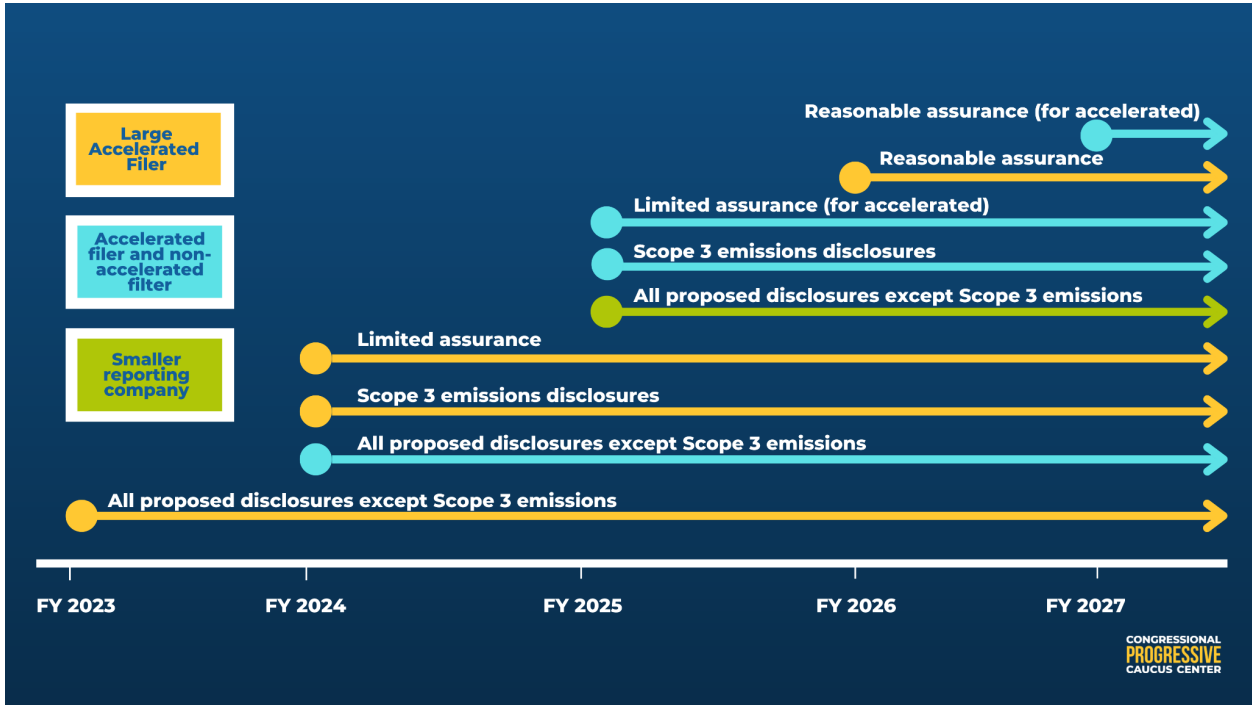 Large
Accelerated
Filer
Accelerated
filer and non-
accelerated
filter
Smaller
reporting
company
Reasonable assurance (for accelerated)
Reasonable assurance
Limited assurance (for accelerated)
Scope 3 emissions disclosures
All proposed disclosures except Scope 3 emissions
Limited assurance
Scope 3 emissions disclosures
All proposed disclosures except Scope 3 emissions
All proposed disclosures except Scope 3 emissions
FY 2023 FY 2024 FY 2025 FY 2026 FY 2027
CONGRESSIONAL
PROGRESSIVE
CAUCUS CENTER